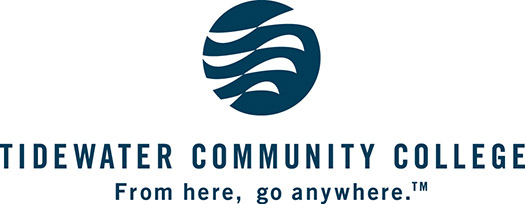 TIDEWATER COMMUNITY COLLEGE
From here, go anywhere.™